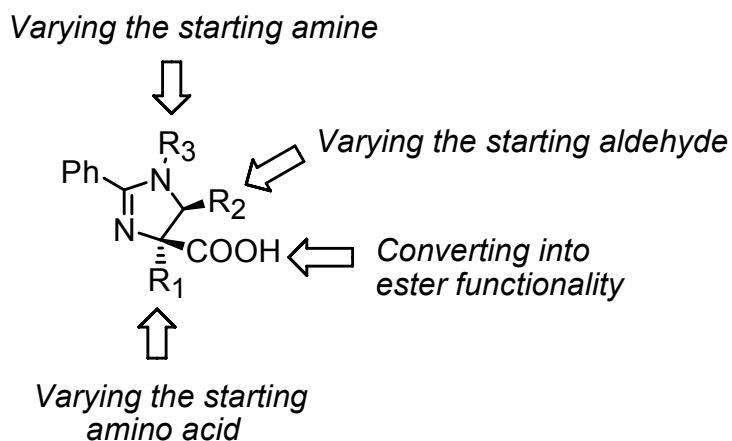 Varying the starting amine
R3
Varying the starting aldehyde
Ph
N
R2
N
COOH
Converting into
ester functionality
R1
Varying the starting
amino acid